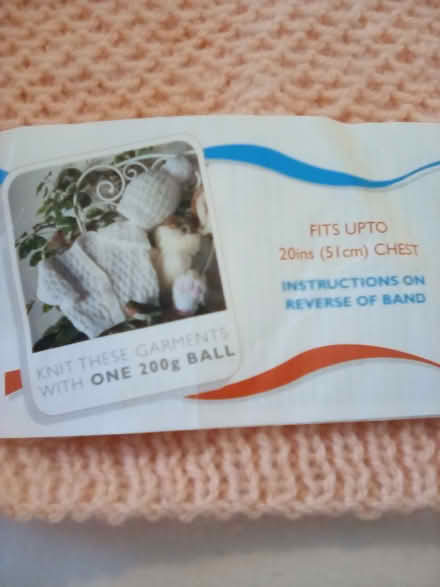 KNIT THESE GARMENTS
WITH ONE 200g BALL
FITS UPTO
20ins (51cm) CHEST
INSTRUCTIONS ON
REVERSE OF BAND